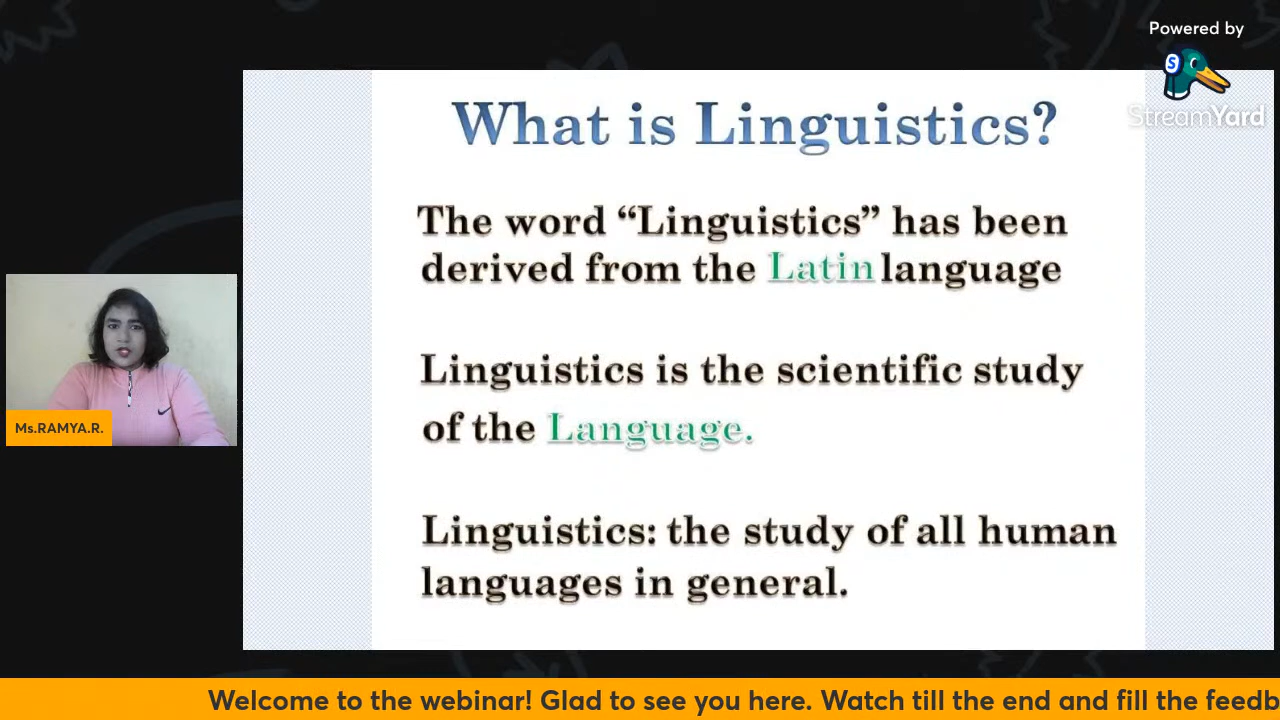 Powered by
StreamYard
What is Linguistics?
The word “Linguistics” has been
derived from the Latin language
Linguistics is the scientific study
of the Language.
Linguistics: the study of all human
languages in general.
Ms.RAMYA.R.
Welcome to the webinar! Glad to see you here. Watch till the end and fill the feedb